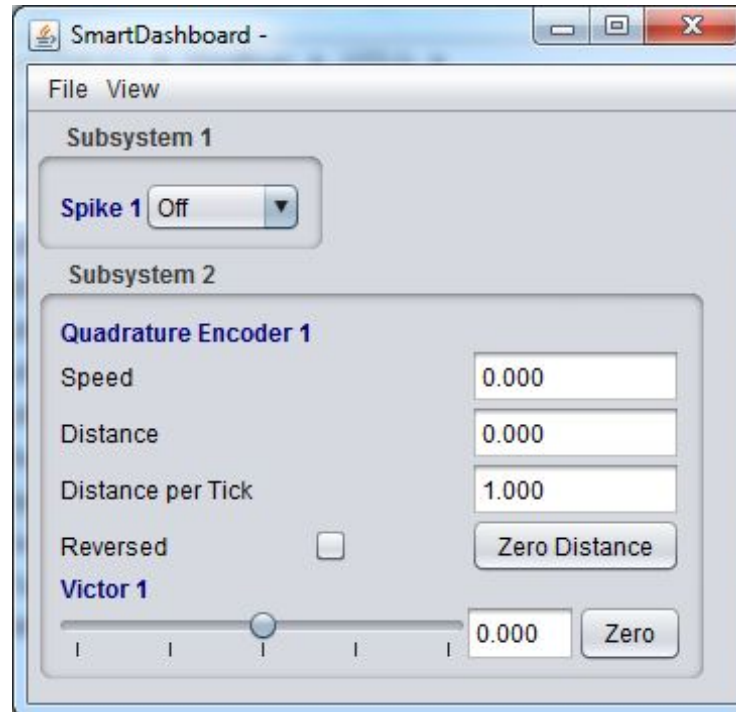 SmartDashboard -
File View
Subsystem 1
Spike 1 Off
Subsystem 2
Quadrature Encoder 1
Speed 0.000
Distance 0.000
Distance per Tick 1.000
Reversed Zero Distance
Victor 1
0.000 Zero